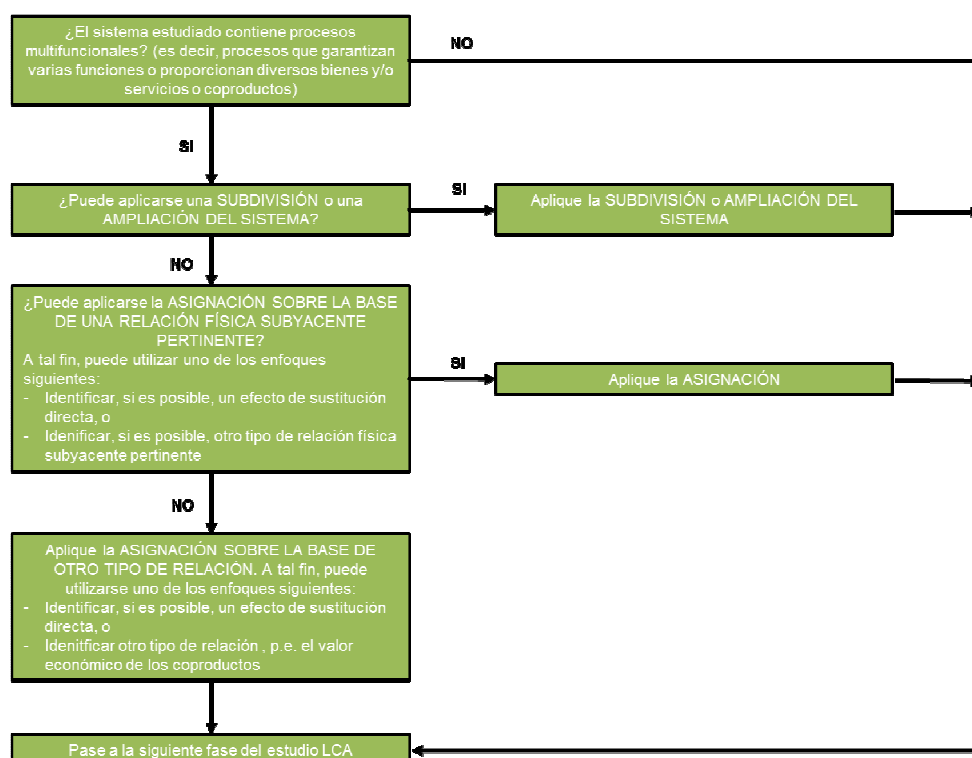 ¿El sistema estudiado contiene procesos
multifuncionales? (es decir, procesos que garantizan
varias funciones o proporcionan diversos bienes y/o
servicios o coproductos)
NO
SI
¿Puede aplicarse una SUBDIVISIÓN o una
AMPLIACIÓN DEL SISTEMA?
SI
Aplique la SUBDIVISIÓN o AMPLIACIÓN DEL
SISTEMA
NO
¿Puede aplicarse la ASIGNACIÓN SOBRE LA BASE
DE UNA RELACIÓN FÍSICA SUBYACENTE
PERTINENTE?
A tal fin, puede utilizar uno de los enfoques
siguientes:
- Identificar, si es posible, un efecto de sustitución
directa, o
- Idenificar, si es posible, otro tipo de relación física
subyacente pertinente
SI
Aplique la ASIGNACIÓN
NO
Aplique la ASIGNACIÓN SOBRE LA BASE DE
OTRO TIPO DE RELACIÓN. A tal fin, puede
utilizarse uno de los enfoques siguientes:
- Identificar, si es posible, un efecto de sustitución
directa, o
- Idenitficar otro tipo de relación , p.e. el valor
económico de los coproductos
Pase a la siguiente fase del estudio LCA